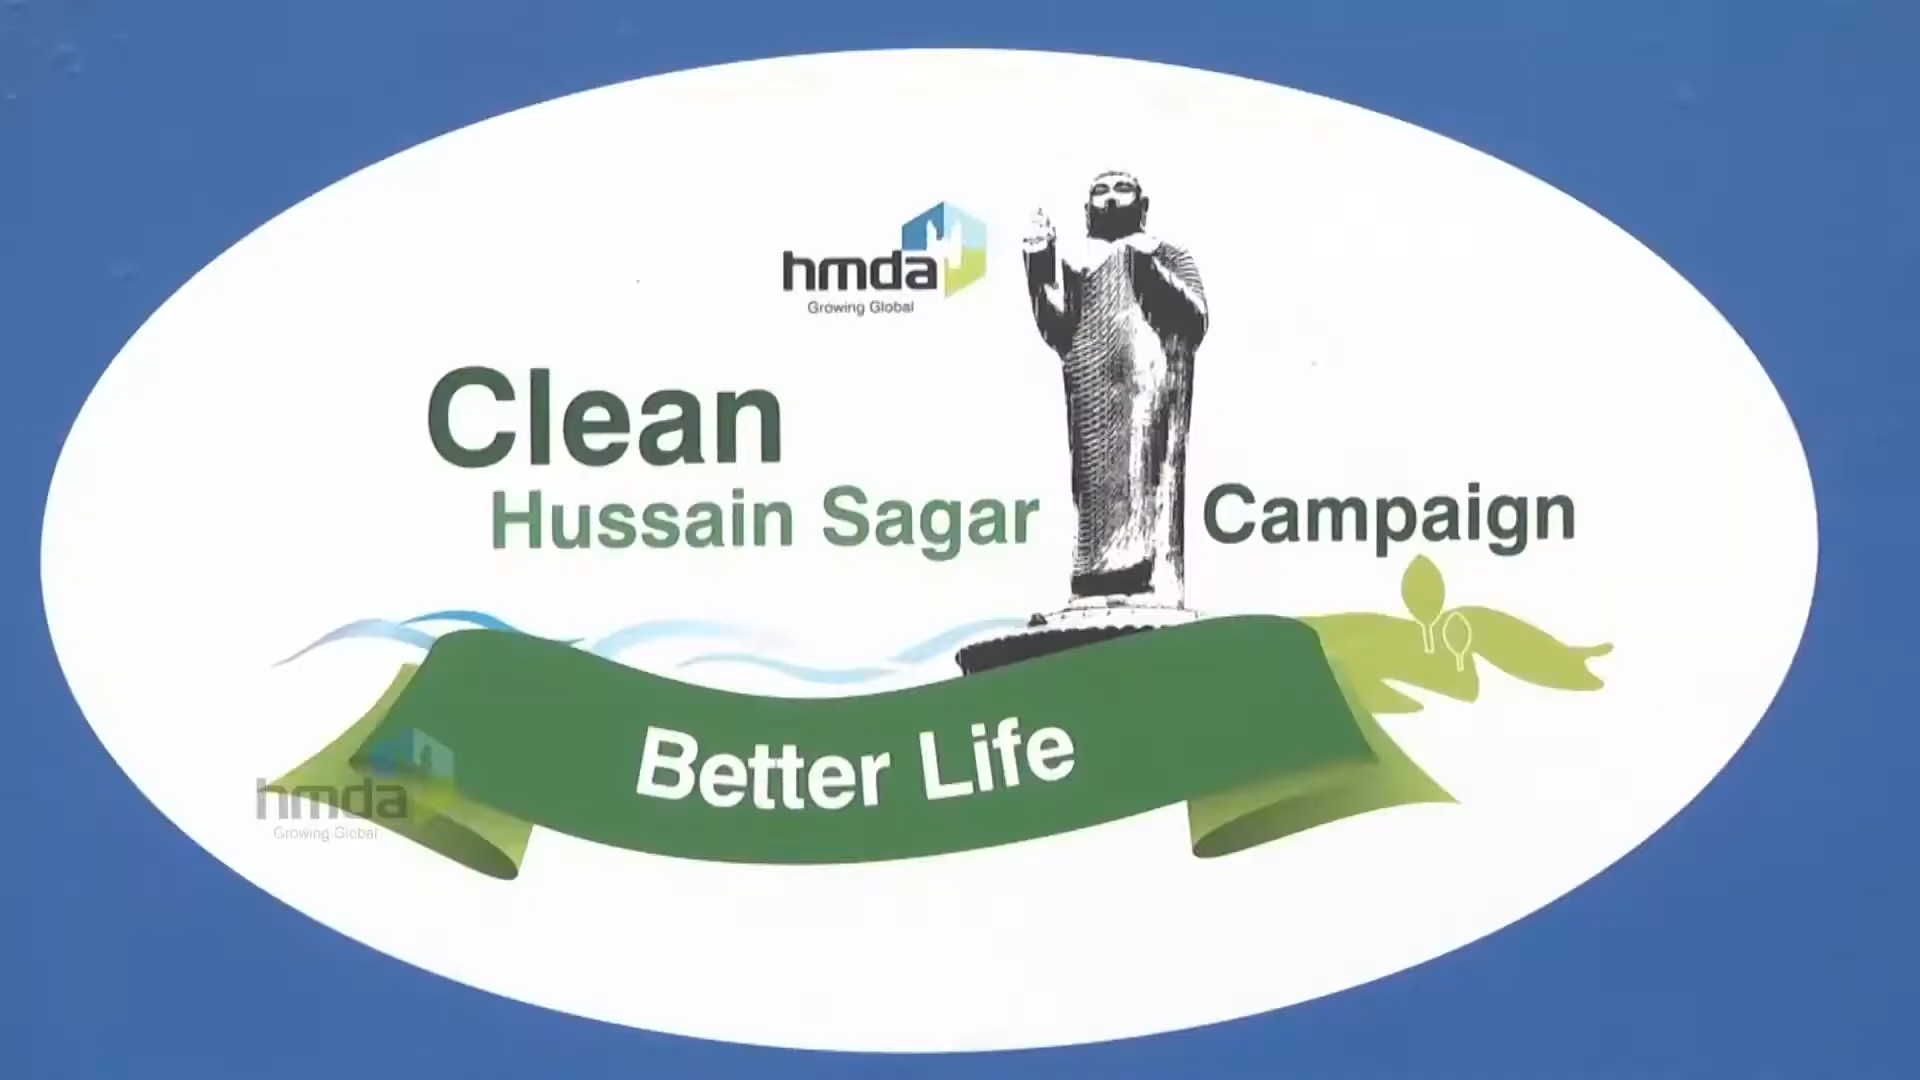 hmda
Growing Global
Clean
Hussain Sagar Campaign
Better Life
hmda
Growing Global